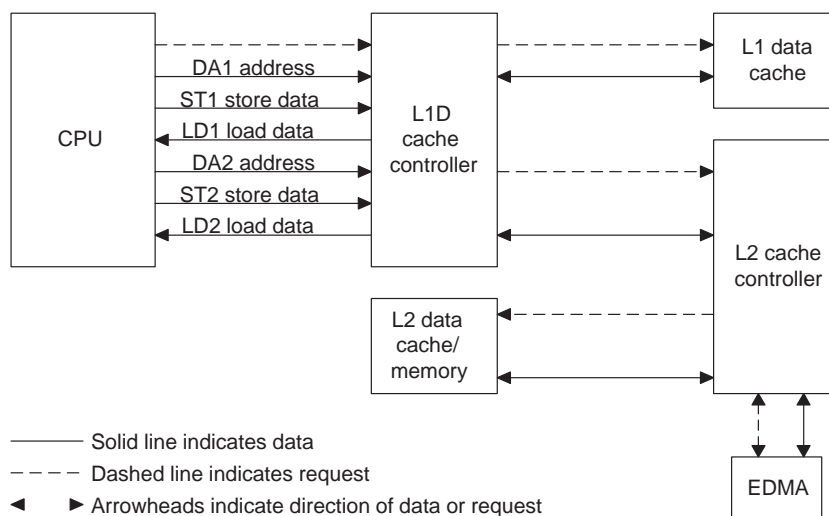 CPU
DA1 address
ST1 store data
LD1 load data
DA2 address
ST2 store data
LD2 load data
L1D
cache
controller
L1 data
cache
L2 cache
controller
L2 data
cache/
memory
EDMA
Solid line indicates data
Dashed line indicates request
Arrowheads indicate direction of data or request